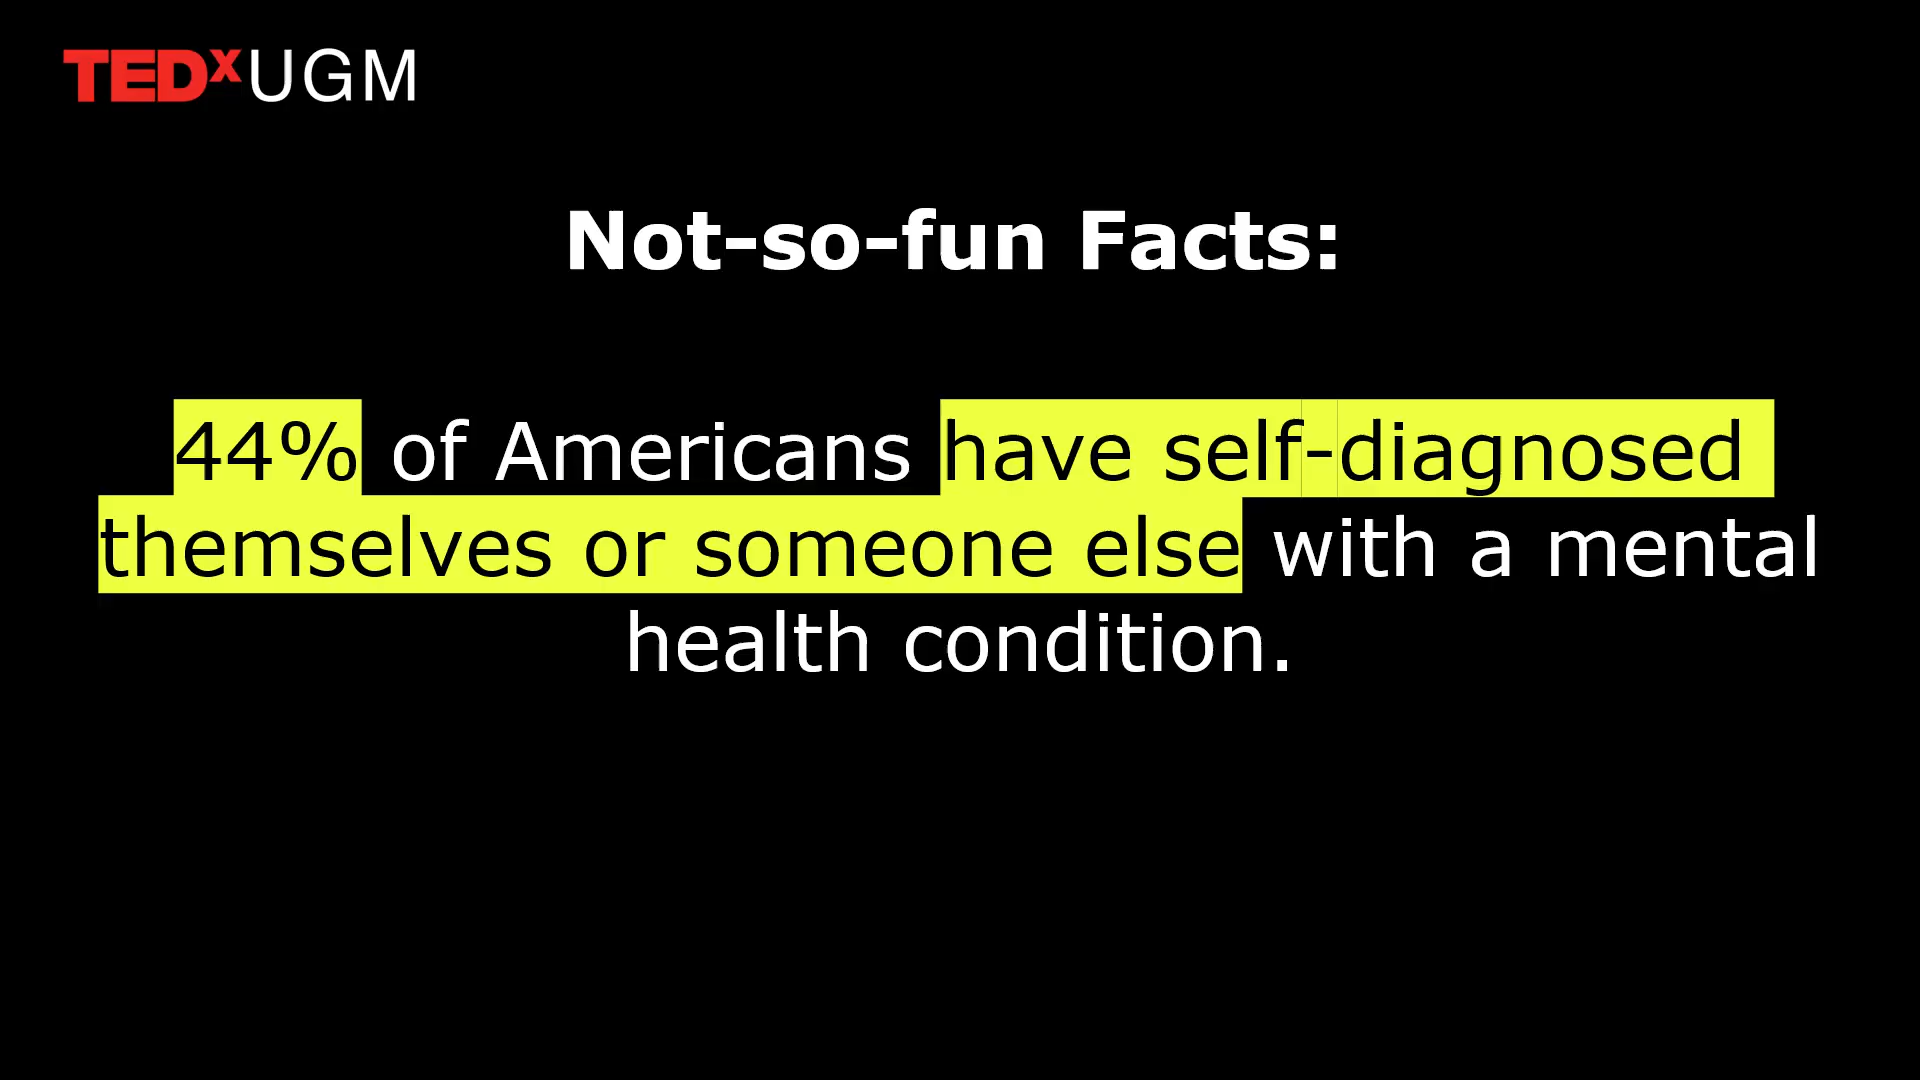 TEDxUGM
Not-so-fun Facts:
44% of Americans have self-diagnosed
themselves or someone else with a mental
health condition.